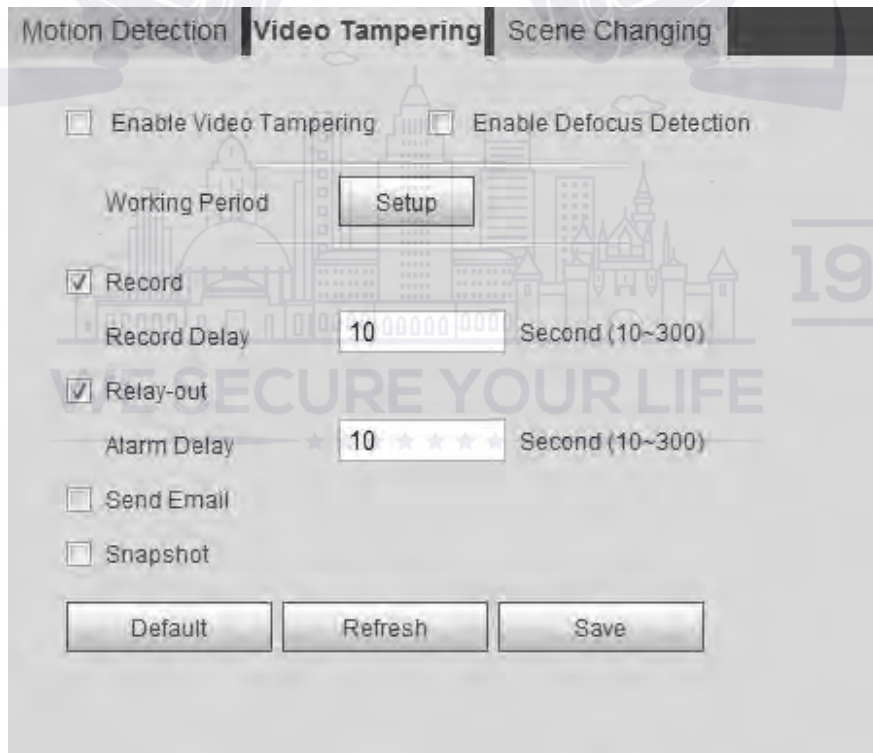 Motion Detection Video Tampering Scene Changing
Enable Video Tampering Enable Defocus Detection
Working Period Setup
19
Record
Record Delay 10 Second (10~300)
WE SECURE YOUR LIFE
Relay-out
Alarm Delay 10 Second (10~300)
Send Email
Snapshot
Default Refresh Save